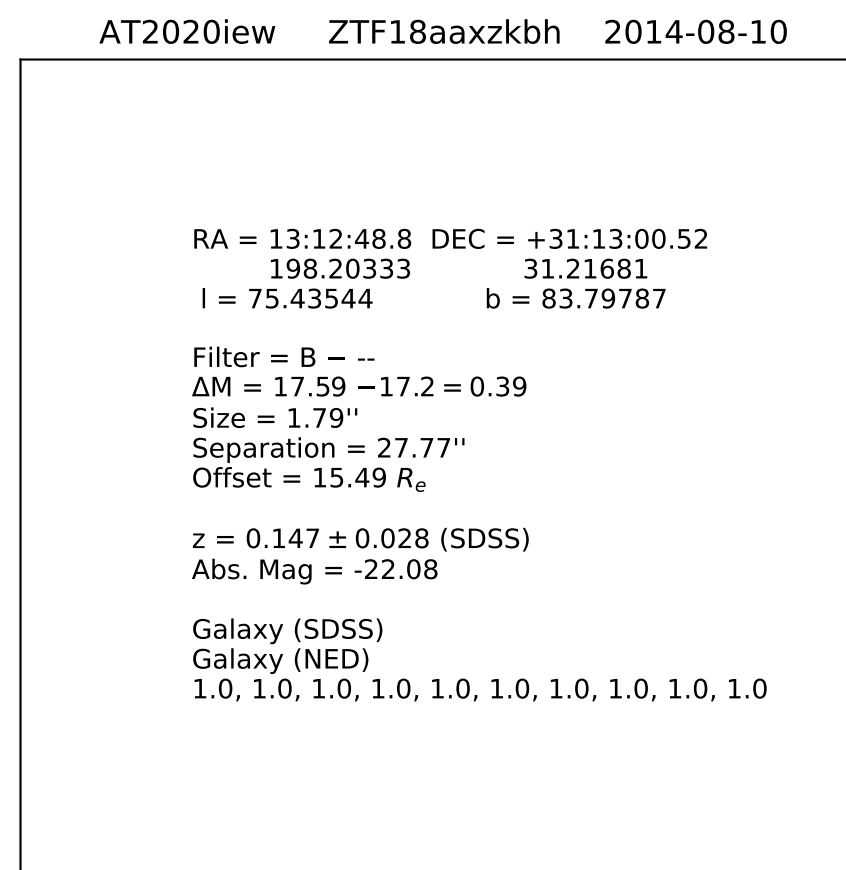 AT2020iew ZTF18aaxzkbh 2014-08-10
RA = 13:12:48.8 DEC = +31:13:00.52
198.20333 31.21681
l = 75.43544 b = 83.79787
Filter = B − --
ΔM = 17.59 −17.2 = 0.39
Size = 1.79''
Separation = 27.77''
Offset = 15.49 Rₑ
z = 0.147 ± 0.028 (SDSS)
Abs. Mag = -22.08
Galaxy (SDSS)
Galaxy (NED)
1.0, 1.0, 1.0, 1.0, 1.0, 1.0, 1.0, 1.0, 1.0, 1.0